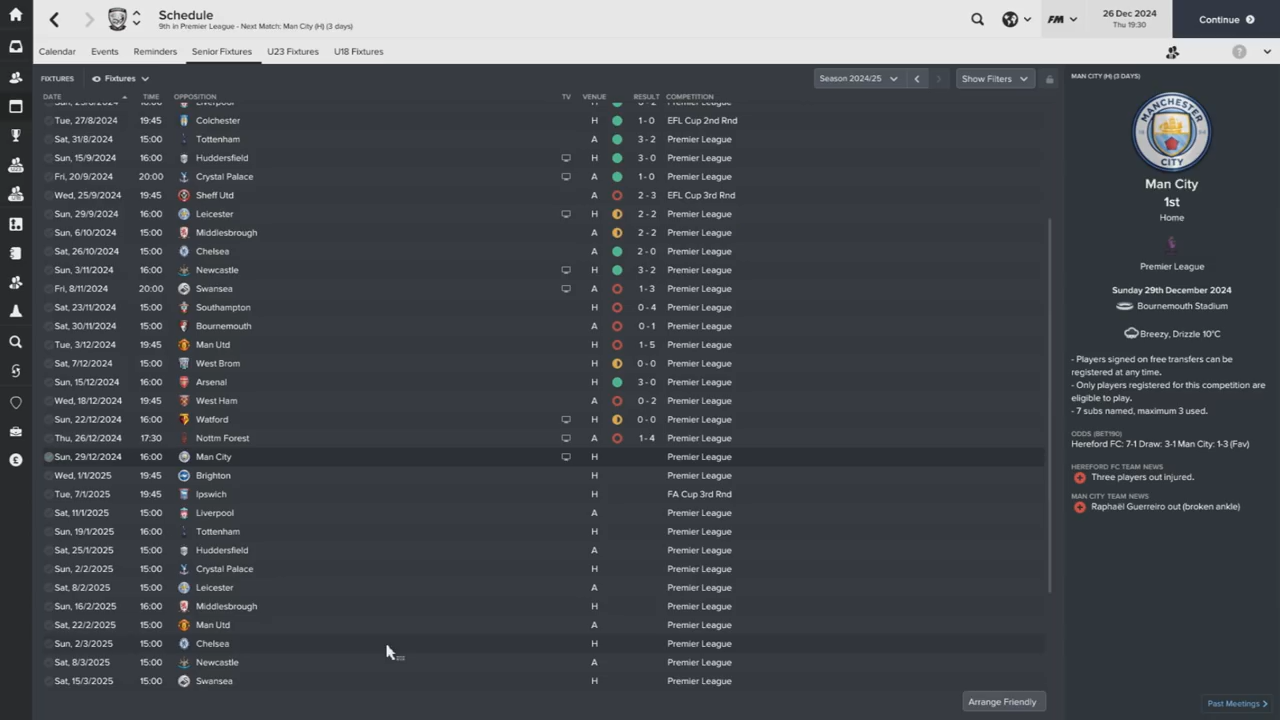 Schedule
9th in Premier League - Next Match: Man City (H) (3 days)
FM
26 Dec 2024
Thu 19:30
Continue
Calendar Events Reminders Senior Fixtures U23 Fixtures U18 Fixtures
?
FIXTURES Fixtures Season 2024/25 Show Filters
DATE TIME OPPOSITION TV VENUE RESULT COMPETITION
Liverpool Premier League
Tue, 27/8/2024 19:45 Colchester H 1 - 0 EFL Cup 2nd Rnd
Sat, 31/8/2024 15:00 Tottenham A 3 - 2 Premier League
Sun, 15/9/2024 16:00 Huddersfield H 3 - 0 Premier League
Fri, 20/9/2024 20:00 Crystal Palace A 1 - 0 Premier League
Wed, 25/9/2024 19:45 Sheff Utd A 2 - 3 EFL Cup 3rd Rnd
Sun, 29/9/2024 16:00 Leicester H 2 - 2 Premier League
Sun, 6/10/2024 15:00 Middlesbrough A 2 - 2 Premier League
Sat, 26/10/2024 15:00 Chelsea A 2 - 0 Premier League
Sun, 3/11/2024 16:00 Newcastle H 3 - 2 Premier League
Fri, 8/11/2024 20:00 Swansea A 1 - 3 Premier League
Sat, 23/11/2024 15:00 Southampton H 0 - 4 Premier League
Sat, 30/11/2024 15:00 Bournemouth A 0 - 1 Premier League
Tue, 3/12/2024 19:45 Man Utd H 1 - 5 Premier League
Sat, 7/12/2024 15:00 West Brom A 0 - 0 Premier League
Sun, 15/12/2024 16:00 Arsenal H 3 - 0 Premier League
Wed, 18/12/2024 19:45 West Ham A 0 - 2 Premier League
Sun, 22/12/2024 16:00 Watford H 0 - 0 Premier League
Thu, 26/12/2024 17:30 Nottm Forest A 1 - 4 Premier League
Sun, 29/12/2024 16:00 Man City H Premier League
Wed, 1/1/2025 19:45 Brighton H Premier League
Tue, 7/1/2025 19:45 Ipswich H FA Cup 3rd Rnd
Sat, 11/1/2025 15:00 Liverpool A Premier League
Sun, 19/1/2025 16:00 Tottenham H Premier League
Sat, 25/1/2025 15:00 Huddersfield A Premier League
Sun, 2/2/2025 16:00 Crystal Palace H Premier League
Sat, 8/2/2025 15:00 Leicester A Premier League
Sun, 16/2/2025 16:00 Middlesbrough H Premier League
Sat, 22/2/2025 15:00 Man Utd A Premier League
Sun, 2/3/2025 15:00 Chelsea H Premier League
Sat, 8/3/2025 15:00 Newcastle A Premier League
Sat, 15/3/2025 15:00 Swansea H Premier League
Arrange Friendly
MAN CITY (H) (3 DAYS)
MANCHESTER
CITY
Man City
1st
Home
Premier League
Sunday 29th December 2024
Bournemouth Stadium
Breezy, Drizzle 10°C
- Players signed on free transfers can be
registered at any time.
- Only players registered for this competition are
eligible to play.
- 7 subs named, maximum 3 used.
ODDS (BET190)
Hereford FC: 7-1 Draw: 3-1 Man City: 1-3 (Fav)
HEREFORD FC TEAM NEWS
Three players out injured.
MAN CITY TEAM NEWS
Raphaël Guerreiro out (broken ankle)
Past Meetings